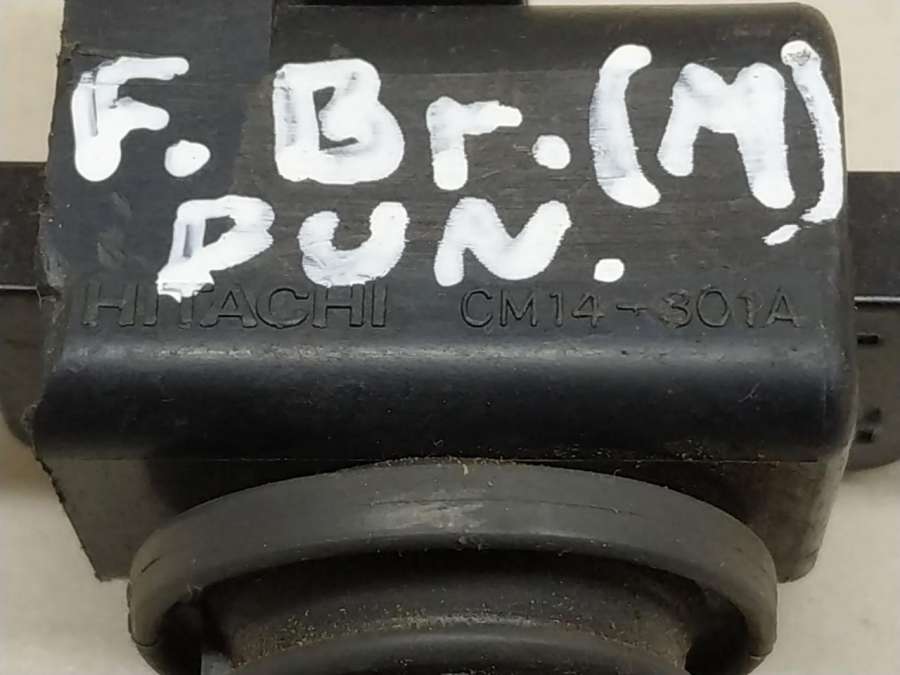 F. Br. (M)
DUN.
HITACHI CM14-301A